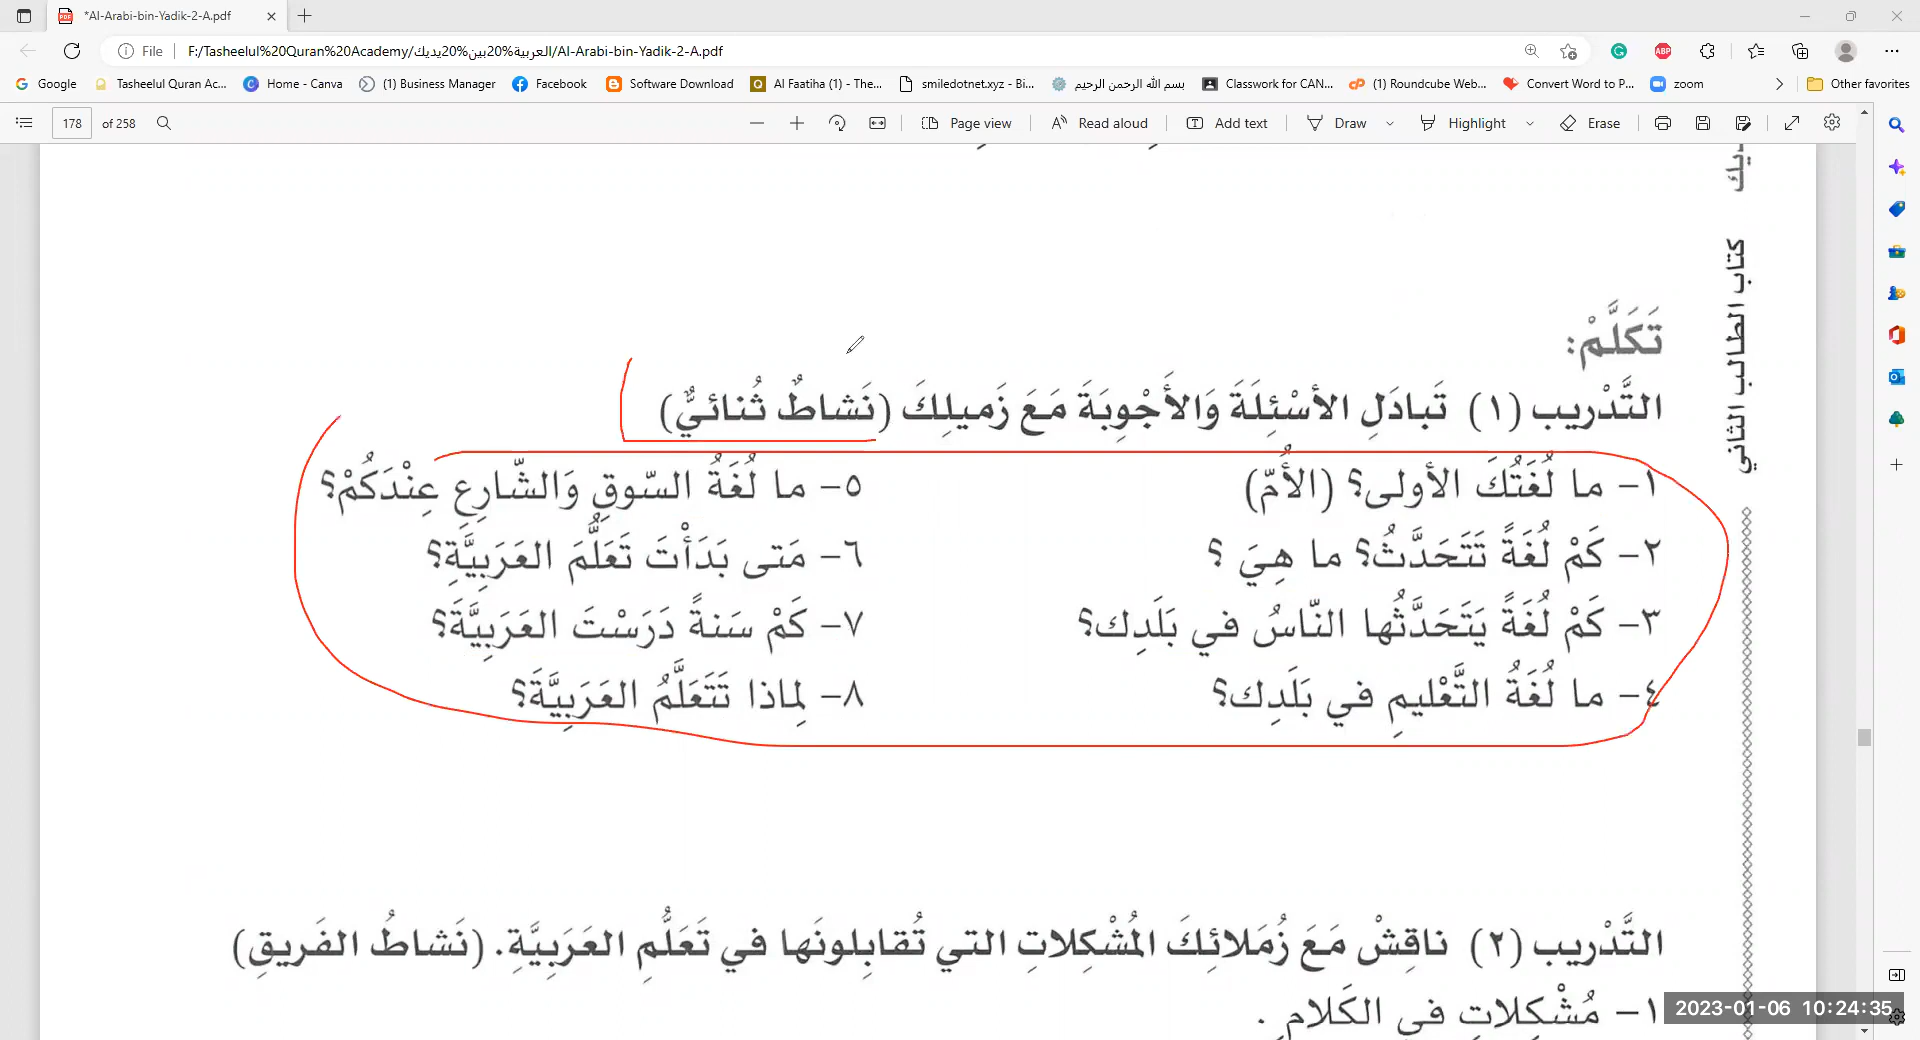 *Al-Arabi-bin-Yadik-2-A.pdf
File F:/Tasheelul%20Quran%20Academy/العربية%20بين%20يديك/Al-Arabi-bin-Yadik-2-A.pdf
Google Tasheelul Quran Ac... Home - Canva (1) Business Manager Facebook Software Download Al Faatiha (1) - The... smiledotnet.xyz - Bi... بسم الله الرحمن الرحيم Classwork for CAN... (1) Roundcube Web... Convert Word to P... zoom Other favorites
178 of 258 Page view Read aloud Add text Draw Highlight Erase
كتاب الطالب الثاني
تَكَلَّمْ:
التَّدْريب (١) تَبادَلِ الأسْئِلَةَ وَالأَجْوِبَةَ مَعَ زَميلِكَ (نَشاطٌ ثُنائيٌّ)
١- ما لُغَتُكَ الأولى؟ (الأُمّ)
٢- كَمْ لُغَةً تَتَحَدَّثُ؟ ما هِيَ ؟
٣- كَمْ لُغَةً يَتَحَدَّثُها النّاسُ في بَلَدِك؟
٤- ما لُغَةُ التَّعْليمِ في بَلَدِك؟
٥- ما لُغَةُ السّوقِ وَالشّارِعِ عِنْدَكُمْ؟
٦- مَتى بَدَأْتَ تَعَلُّمَ العَرَبِيَّةِ؟
٧- كَمْ سَنةً دَرَسْتَ العَرَبِيَّةَ؟
٨- لِماذا تَتَعَلَّمُ العَرَبِيَّةَ؟
التَّدْريب (٢) ناقِشْ مَعَ زُمَلائِكَ المُشْكِلاتِ التي تُقابِلونَها في تَعَلُّمِ العَرَبِيَّةِ. (نَشاطُ الفَريقِ)
١- مُشْكِلاتِ في الكَلامِ .
2023-01-06 10:24:35